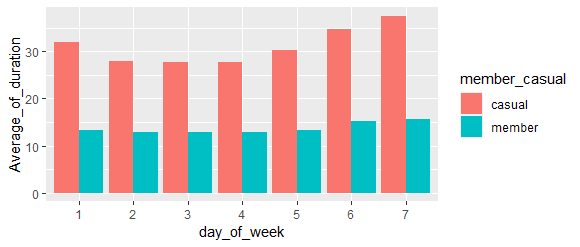 Average_of_duration
30
20
10
0
1 2 3 4 5 6 7
day_of_week
member_casual
casual
member